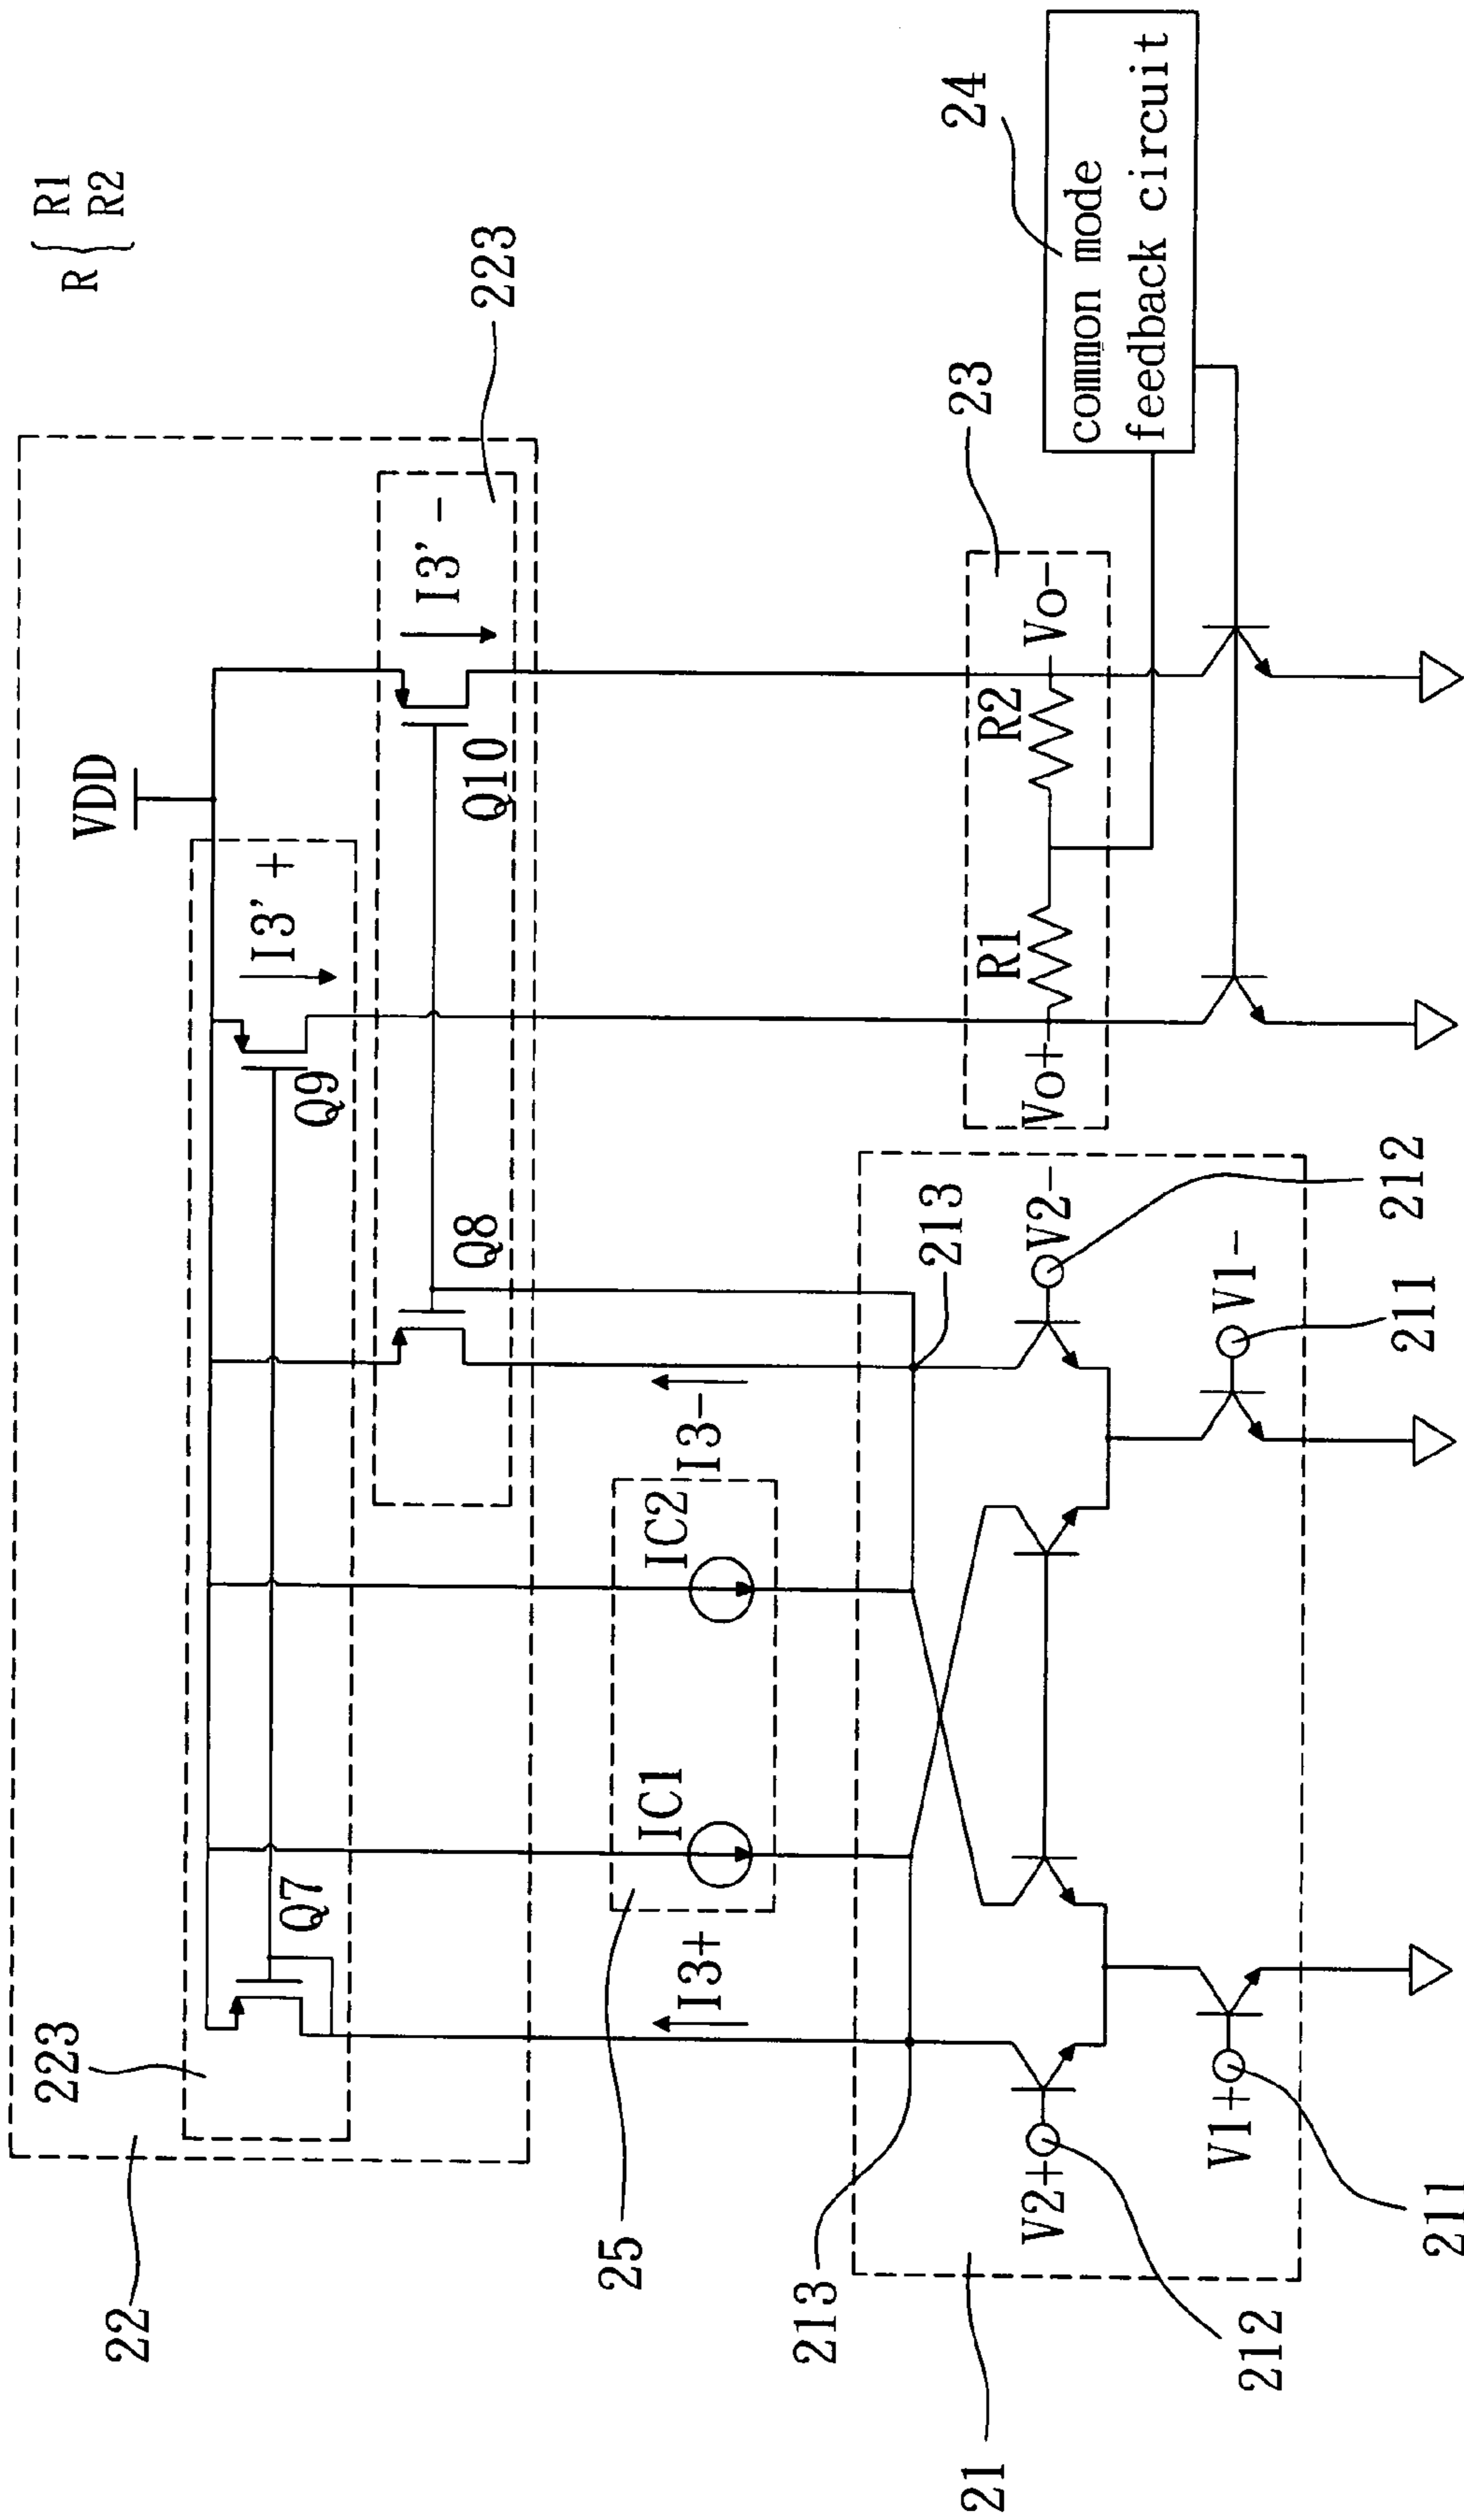 R { R1
R2
VDD
22
223
Q7
Q9
I3'+
Q8
Q10
I3'-
223
25
I3+
IC1
IC2
I3-
213
213
21
V2+
212
V1+
211
V2-
212
V1-
211
23
Vo+
R1
R2
Vo-
24
common mode
feedback circuit